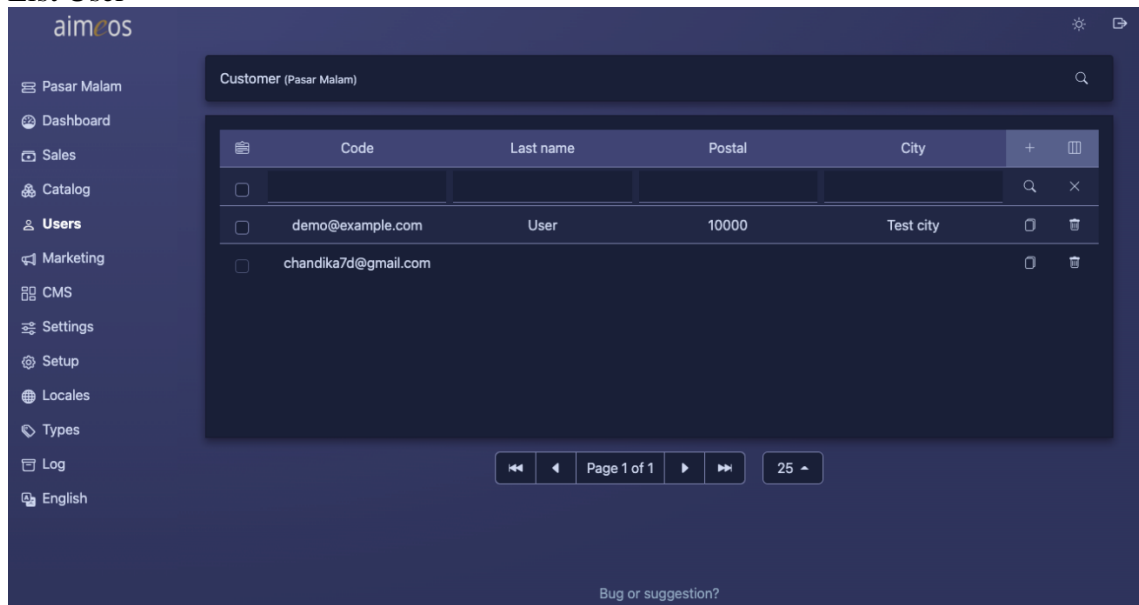 List User
aimeos
Pasar Malam
Dashboard
Sales
Catalog
Users
Marketing
CMS
Settings
Setup
Locales
Types
Log
English
Customer (Pasar Malam)
Code Last name Postal City
demo@example.com User 10000 Test city
chandika7d@gmail.com
Page 1 of 1 25
Bug or suggestion?